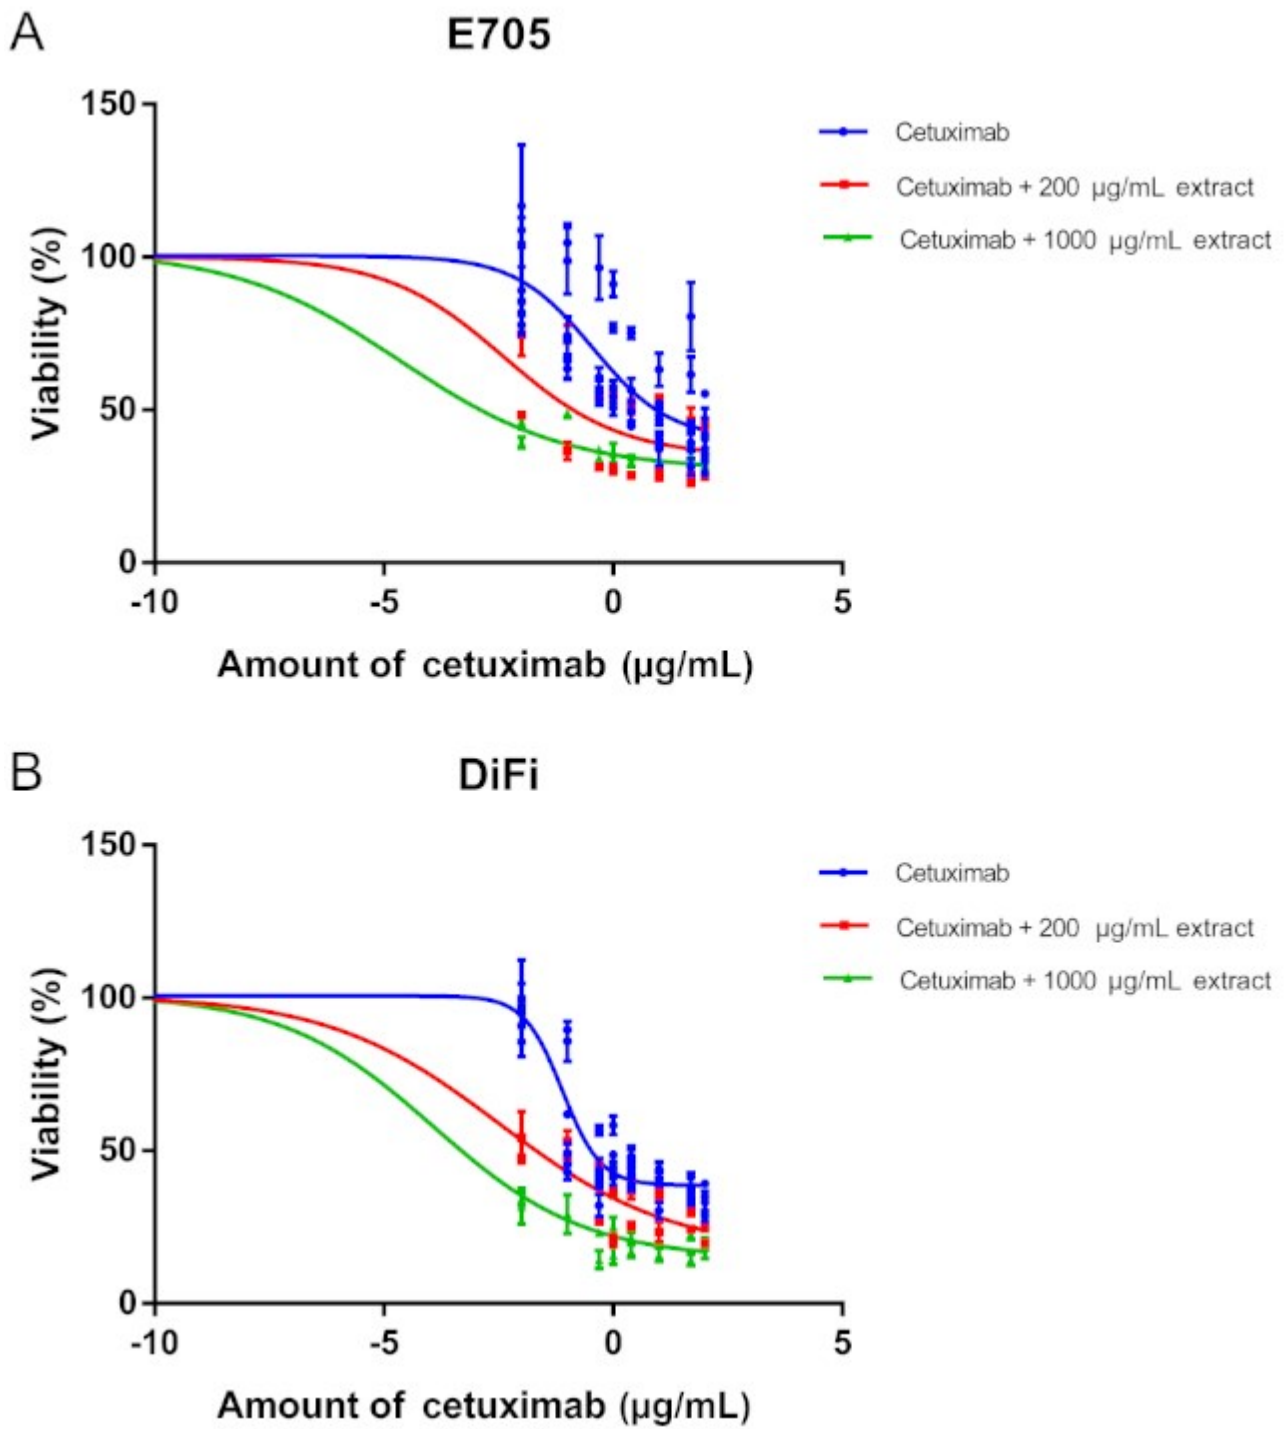 A
E705
150
100
50
0
-10 -5 0 5
Viability (%)
Amount of cetuximab (µg/mL)
Cetuximab
Cetuximab + 200 µg/mL extract
Cetuximab + 1000 µg/mL extract
B
DiFi
150
100
50
0
-10 -5 0 5
Viability (%)
Amount of cetuximab (µg/mL)
Cetuximab
Cetuximab + 200 µg/mL extract
Cetuximab + 1000 µg/mL extract